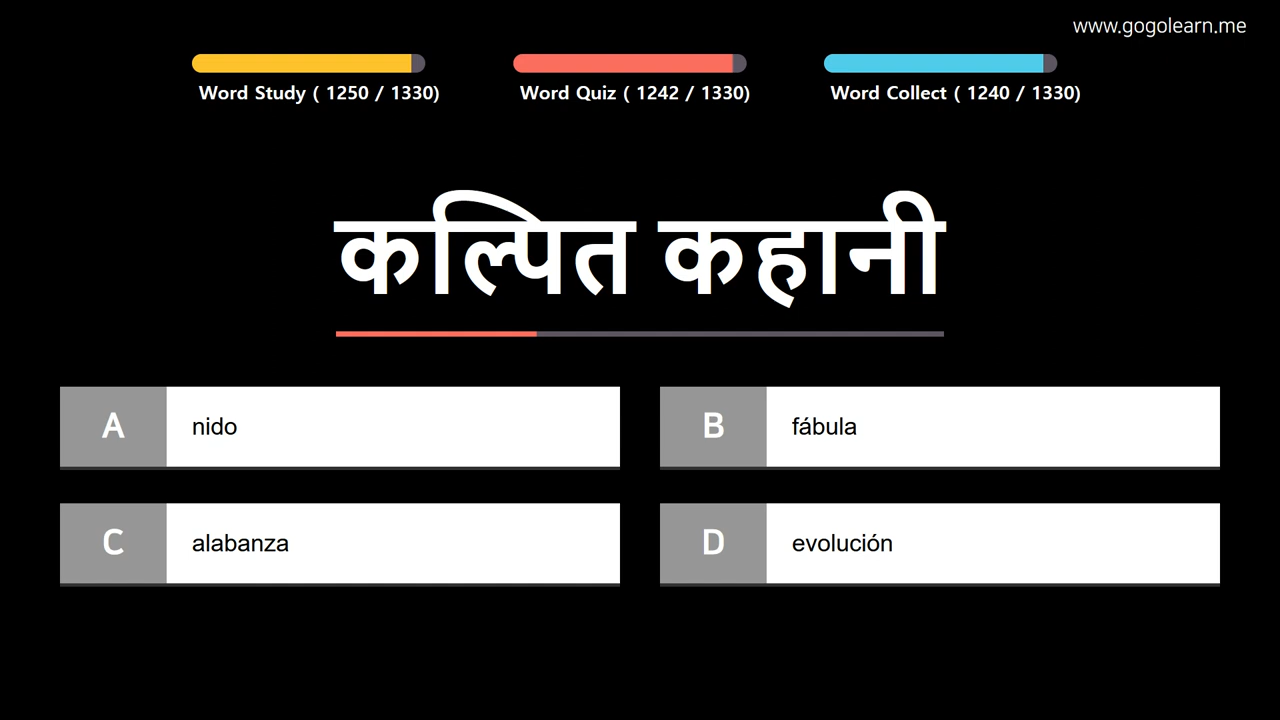 www.gogolearn.me
Word Study ( 1250 / 1330)
Word Quiz ( 1242 / 1330)
Word Collect ( 1240 / 1330)
कल्पित कहानी
A
nido
B
fábula
C
alabanza
D
evolución